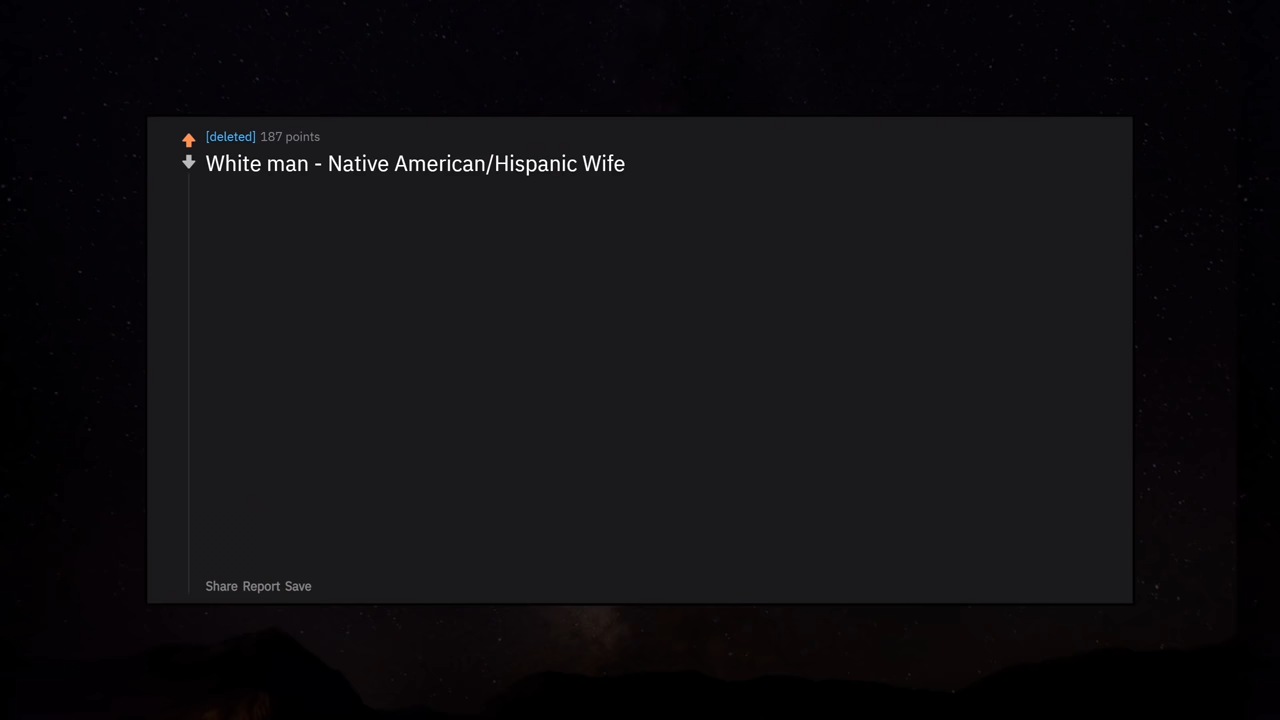 [deleted] 187 points
White man - Native American/Hispanic Wife
Share Report Save